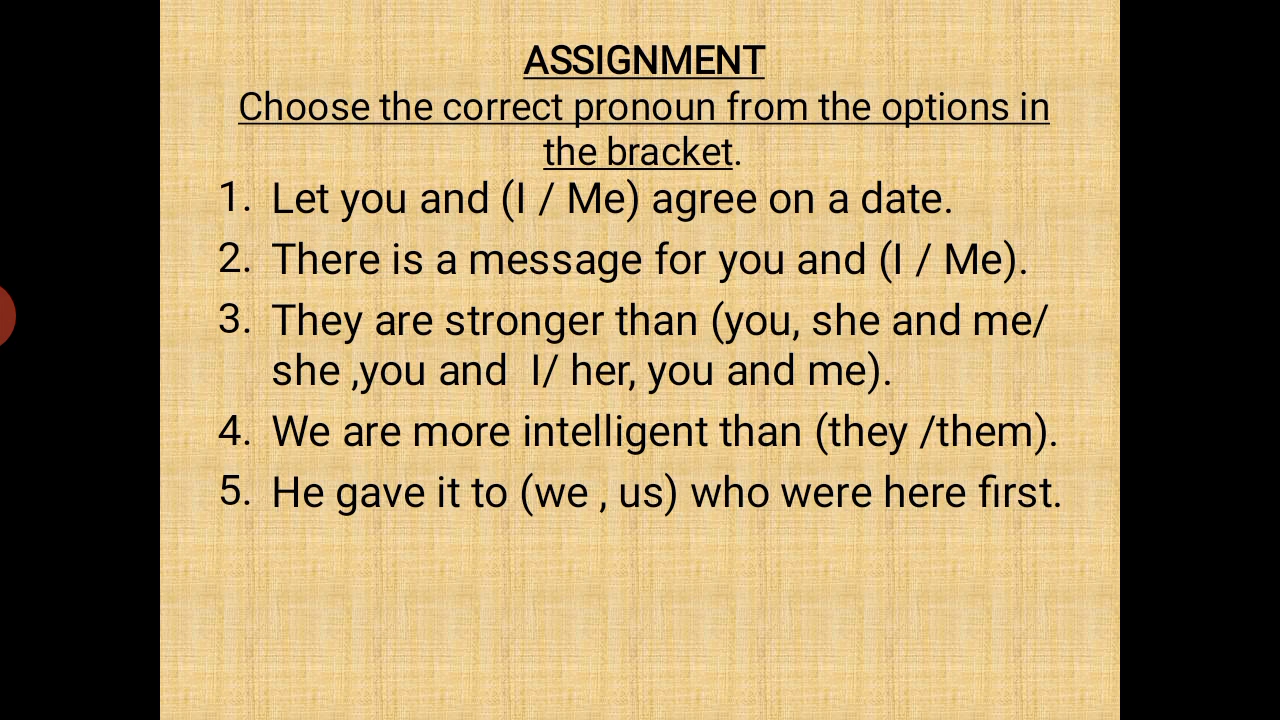 ASSIGNMENT
Choose the correct pronoun from the options in
the bracket.
1. Let you and (I / Me) agree on a date.
2. There is a message for you and (I / Me).
3. They are stronger than (you, she and me/
she ,you and  I/ her, you and me).
4. We are more intelligent than (they /them).
5. He gave it to (we , us) who were here first.